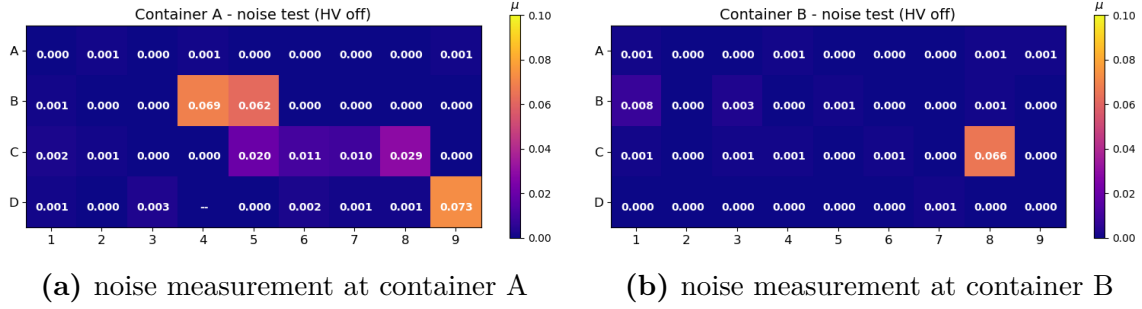 Container A - noise test (HV off)
μ
0.10
A 0.000 0.001 0.000 0.001 0.000 0.000 0.000 0.000 0.001
0.08
B 0.001 0.000 0.000 0.069 0.062 0.000 0.000 0.000 0.000
0.06
0.04
C 0.002 0.001 0.000 0.000 0.020 0.011 0.010 0.029 0.000
0.02
D 0.001 0.000 0.003 -- 0.000 0.002 0.001 0.001 0.073
0.00
1 2 3 4 5 6 7 8 9
(a) noise measurement at container A
Container B - noise test (HV off)
μ
0.10
A 0.001 0.000 0.000 0.001 0.000 0.000 0.000 0.001 0.001
0.08
B 0.008 0.000 0.003 0.000 0.001 0.000 0.000 0.001 0.000
0.06
0.04
C 0.001 0.000 0.001 0.001 0.000 0.001 0.000 0.066 0.000
0.02
D 0.000 0.000 0.000 0.000 0.000 0.000 0.001 0.000 0.000
0.00
1 2 3 4 5 6 7 8 9
(b) noise measurement at container B